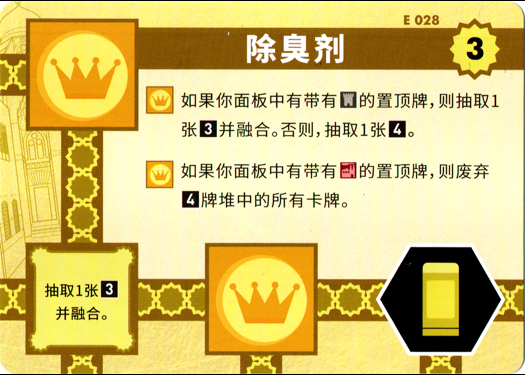 E 028
除臭剂
3
如果你面板中有带有的置顶牌,则抽取1
张3并融合。否则,抽取1张4。
如果你面板中有带有的置顶牌,则废弃
4牌堆中的所有卡牌。
抽取1张3
并融合。